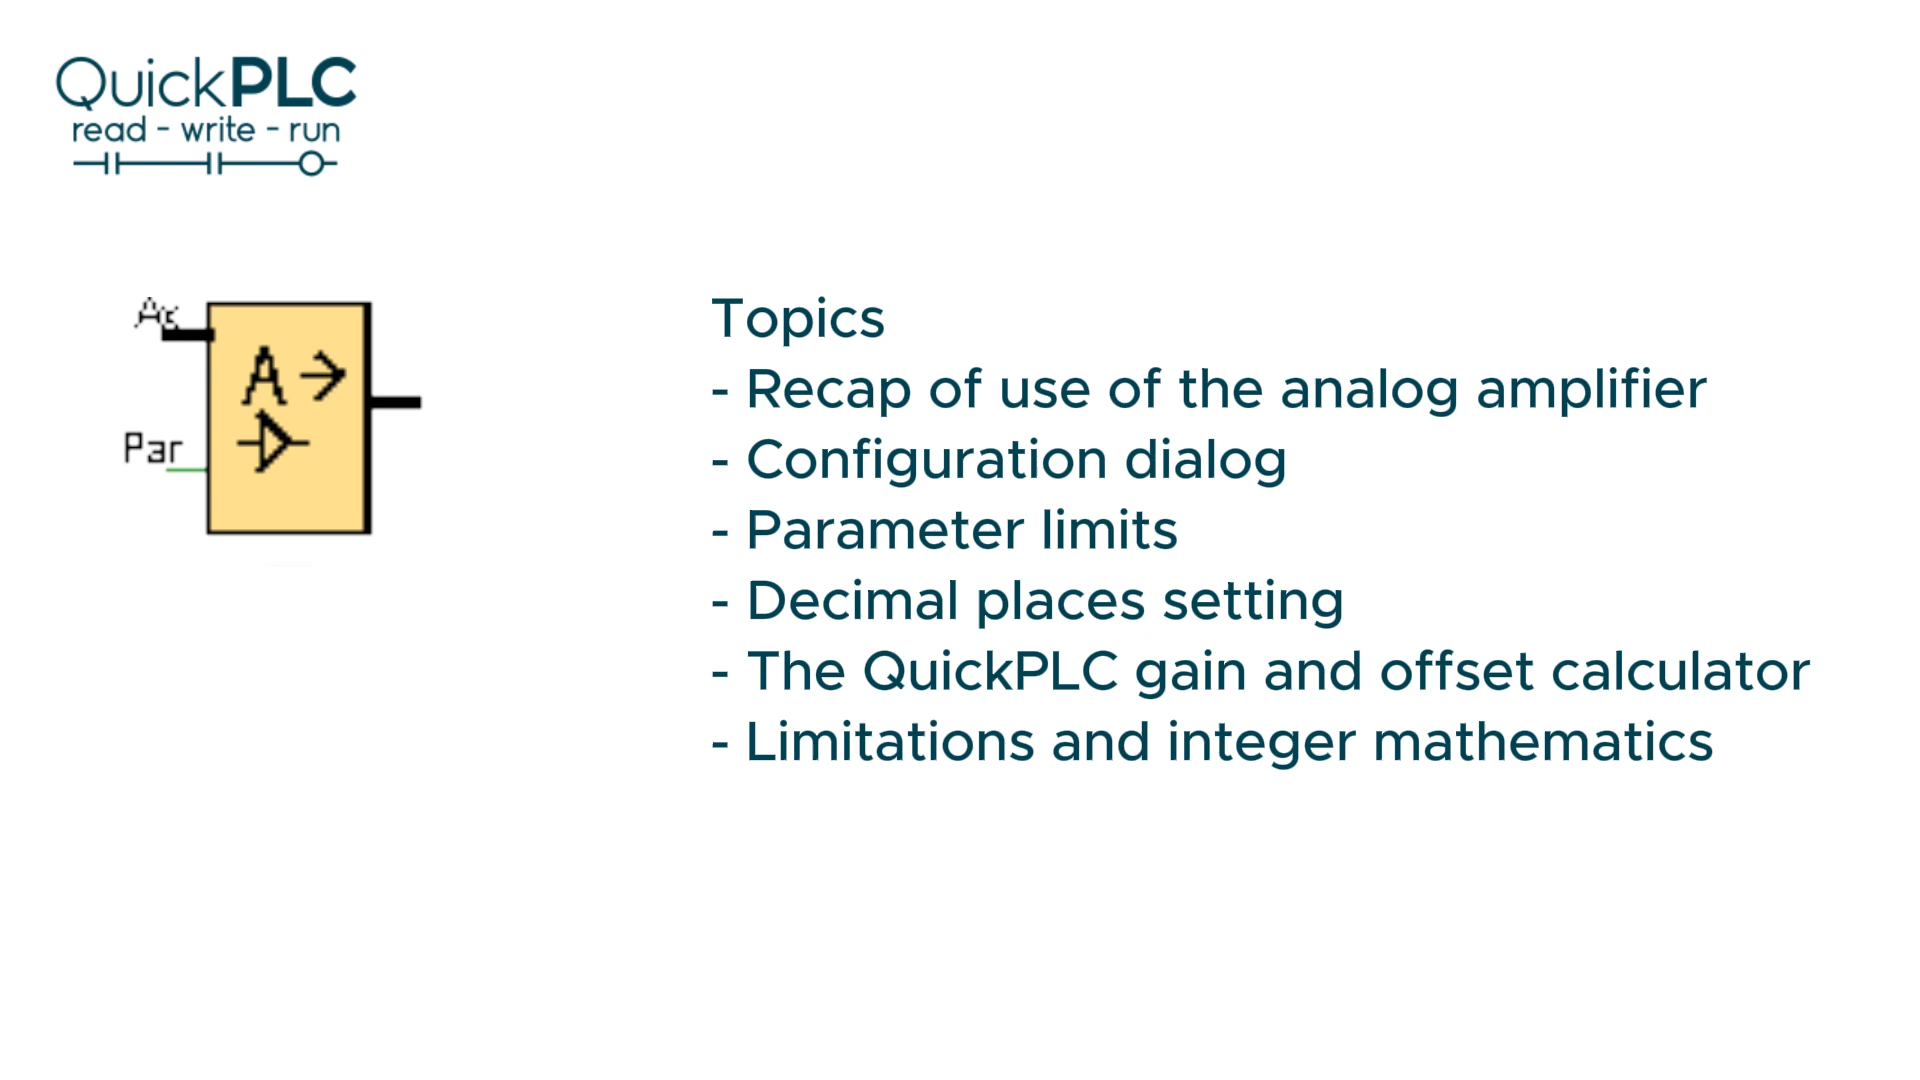 QuickPLC
read - write - run
Ax
A
Par
Topics
- Recap of use of the analog amplifier
- Configuration dialog
- Parameter limits
- Decimal places setting
- The QuickPLC gain and offset calculator
- Limitations and integer mathematics